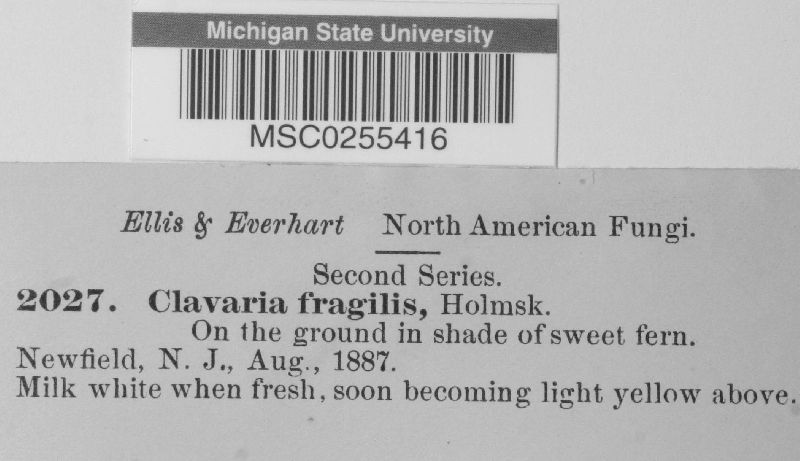 Michigan State University
MSC0255416
Ellis & Everhart North American Fungi.
Second Series.
2027. Clavaria fragilis, Holmsk.
On the ground in shade of sweet fern.
Newfield, N. J., Aug., 1887.
Milk white when fresh, soon becoming light yellow above.